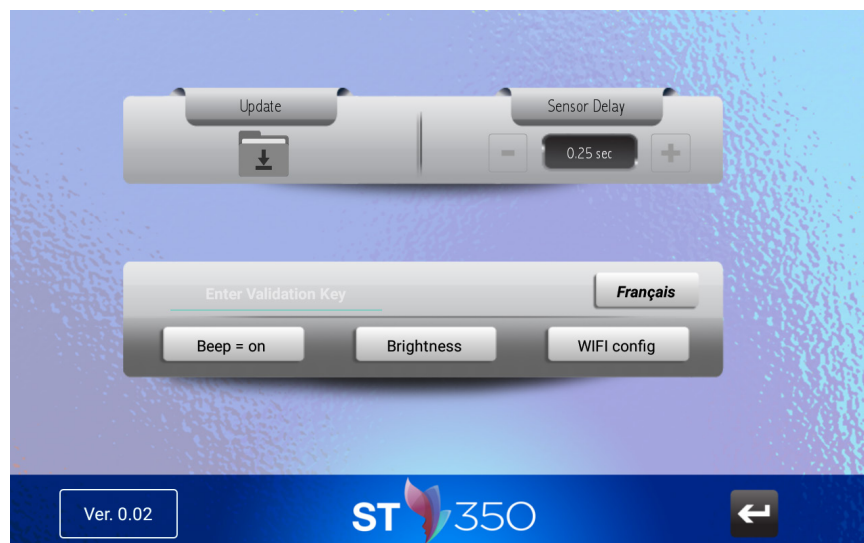 Update
Sensor Delay
0.25 sec
Enter Validation Key
Français
Beep = on
Brightness
WIFI config
Ver. 0.02
ST 350